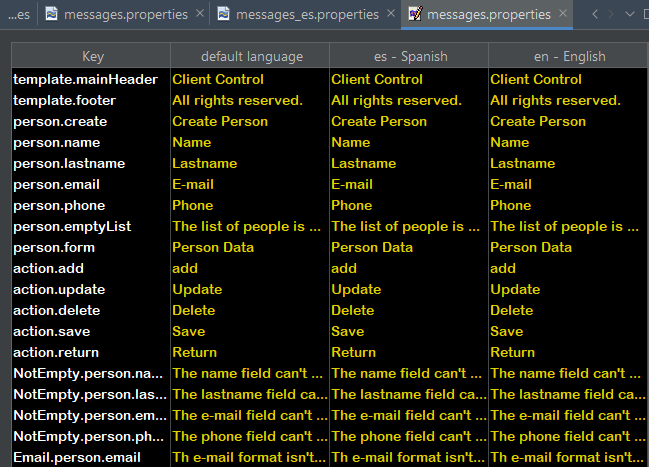 ...es messages.properties messages_es.properties messages.properties
Key default language es - Spanish en - English
template.mainHeader Client Control Client Control Client Control
template.footer All rights reserved. All rights reserved. All rights reserved.
person.create Create Person Create Person Create Person
person.name Name Name Name
person.lastname Lastname Lastname Lastname
person.email E-mail E-mail E-mail
person.phone Phone Phone Phone
person.emptyList The list of people is ... The list of people is ... The list of people is ...
person.form Person Data Person Data Person Data
action.add add add add
action.update Update Update Update
action.delete Delete Delete Delete
action.save Save Save Save
action.return Return Return Return
NotEmpty.person.na... The name field can't ... The name field can't ... The name field can't ...
NotEmpty.person.las... The lastname field ca... The lastname field ca... The lastname field ca...
NotEmpty.person.em... The e-mail field can't ... The e-mail field can't ... The e-mail field can't ...
NotEmpty.person.ph... The phone field can't ... The phone field can't ... The phone field can't ...
Email.person.email Th e-mail format isn't... Th e-mail format isn't... Th e-mail format isn't...